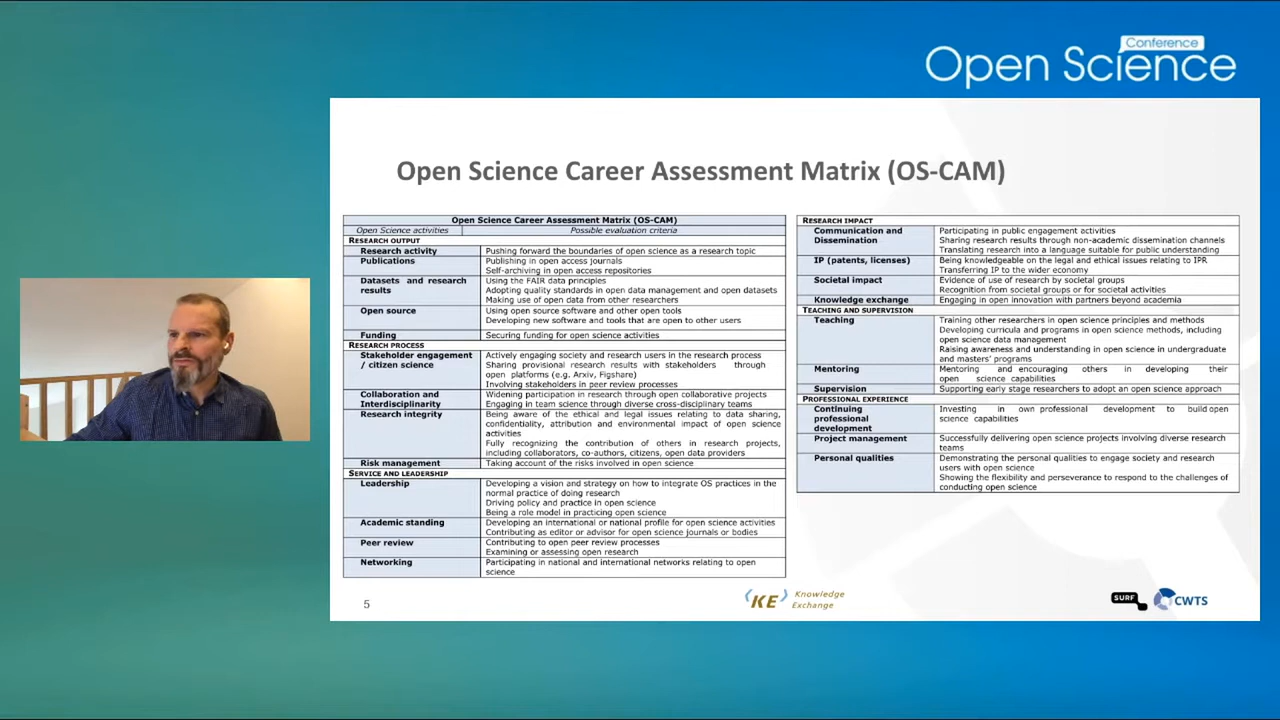 Conference
Open Science
Open Science Career Assessment Matrix (OS-CAM)
Open Science Career Assessment Matrix (OS-CAM)
Open Science activities Possible evaluation criteria
RESEARCH OUTPUT
Research activity Pushing forward the boundaries of open science as a research topic
Publications Publishing in open access journals
Self-archiving in open access repositories
Datasets and research Using the FAIR data principles
results Adopting quality standards in open data management and open datasets
Making use of open data from other researchers
Open source Using open source software and other open tools
Developing new software and tools that are open to other users
Funding Securing funding for open science activities
RESEARCH PROCESS
Stakeholder engagement Actively engaging society and research users in the research process
/ citizen science Sharing provisional research results with stakeholders through
open platforms (e.g. Arxiv, Figshare)
Involving stakeholders in peer review processes
Collaboration and Widening participation in research through open collaborative projects
Interdisciplinarity Engaging in team science through diverse cross-disciplinary teams
Research integrity Being aware of the ethical and legal issues relating to data sharing,
confidentiality, attribution and environmental impact of open science
activities
Fully recognizing the contribution of others in research projects,
including collaborators, co-authors, citizens, open data providers
Risk management Taking account of the risks involved in open science
SERVICE AND LEADERSHIP
Leadership Developing a vision and strategy on how to integrate OS practices in the
normal practice of doing research
Driving policy and practice in open science
Being a role model in practicing open science
Academic standing Developing an international or national profile for open science activities
Contributing as editor or advisor for open science journals or bodies
Peer review Contributing to open peer review processes
Examining or assessing open research
Networking Participating in national and international networks relating to open
science
RESEARCH IMPACT
Communication and Participating in public engagement activities
Dissemination Sharing research results through non-academic dissemination channels
Translating research into a language suitable for public understanding
IP (patents, licenses) Being knowledgeable on the legal and ethical issues relating to IPR
Transferring IP to the wider economy
Societal impact Evidence of use of research by societal groups
Recognition from societal groups or for societal activities
Knowledge exchange Engaging in open innovation with partners beyond academia
TEACHING AND SUPERVISION
Teaching Training other researchers in open science principles and methods
Developing curricula and programs in open science methods, including
open science data management
Raising awareness and understanding in open science in undergraduate
and masters' programs
Mentoring Mentoring and encouraging others in developing their
open science capabilities
Supervision Supporting early stage researchers to adopt an open science approach
PROFESSIONAL EXPERIENCE
Continuing Investing in own professional development to build open
professional science capabilities
development
Project management Successfully delivering open science projects involving diverse research
teams
Personal qualities Demonstrating the personal qualities to engage society and research
users with open science
Showing the flexibility and perseverance to respond to the challenges of
conducting open science
5
KE Knowledge
Exchange
SURF
CWTS